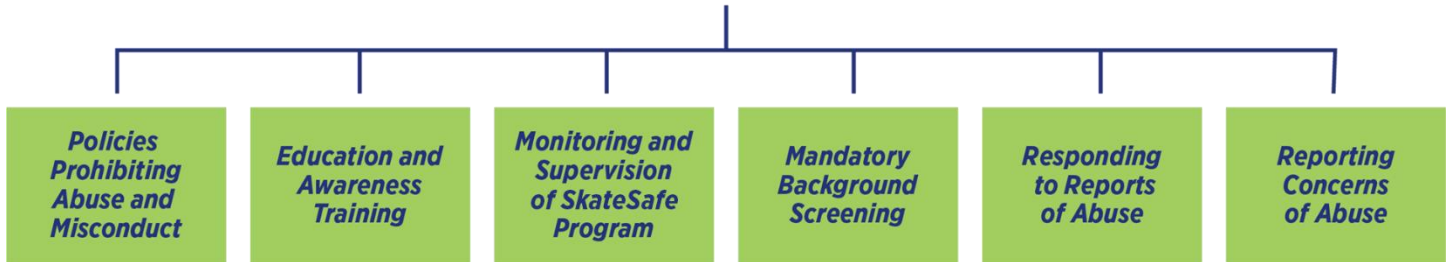 Policies
Prohibiting
Abuse and
Misconduct
Education and
Awareness
Training
Monitoring and
Supervision
of SkateSafe
Program
Mandatory
Background
Screening
Responding
to Reports
of Abuse
Reporting
Concerns
of Abuse